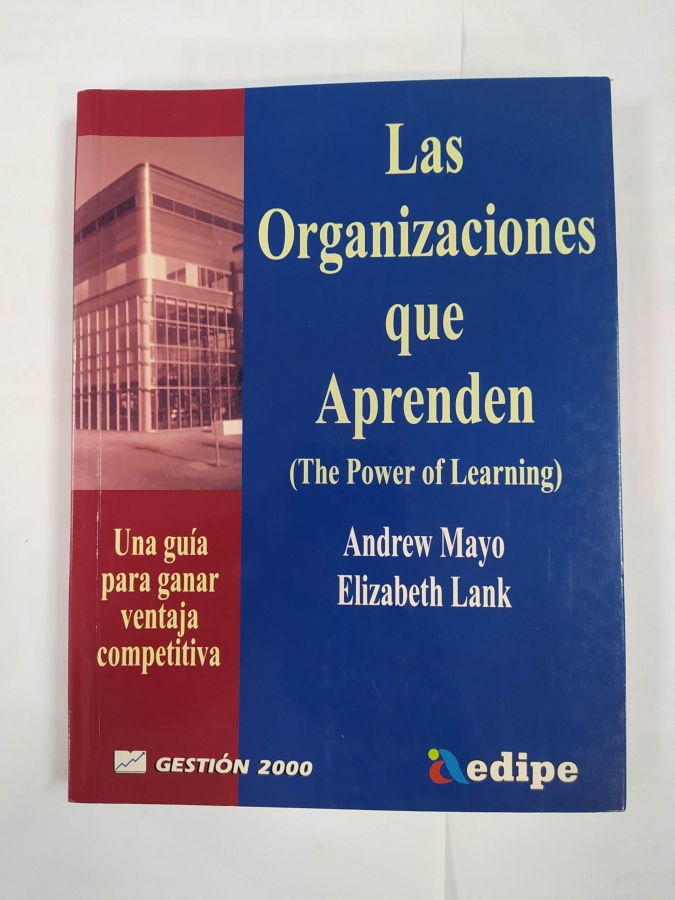 Las
Organizaciones
que
Aprenden
(The Power of Learning)
Andrew Mayo
Elizabeth Lank
Una guía
para ganar
ventaja
competitiva
GESTIÓN 2000
aedipe